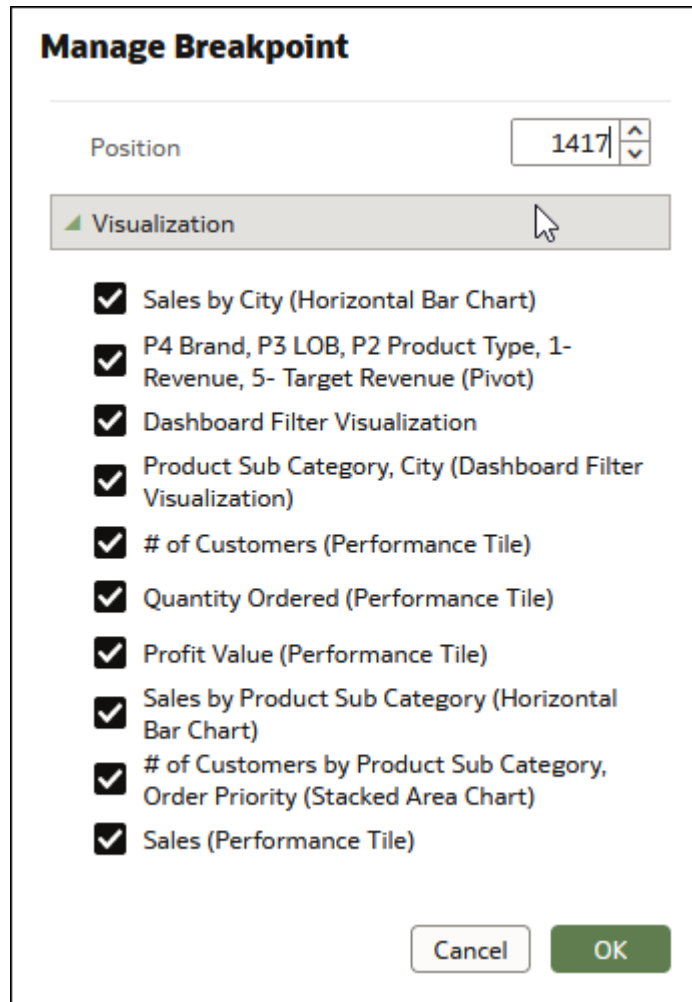 Manage Breakpoint
Position
1417
Visualization
Sales by City (Horizontal Bar Chart)
P4 Brand, P3 LOB, P2 Product Type, 1-
Revenue, 5- Target Revenue (Pivot)
Dashboard Filter Visualization
Product Sub Category, City (Dashboard Filter
Visualization)
# of Customers (Performance Tile)
Quantity Ordered (Performance Tile)
Profit Value (Performance Tile)
Sales by Product Sub Category (Horizontal
Bar Chart)
# of Customers by Product Sub Category,
Order Priority (Stacked Area Chart)
Sales (Performance Tile)
Cancel
OK